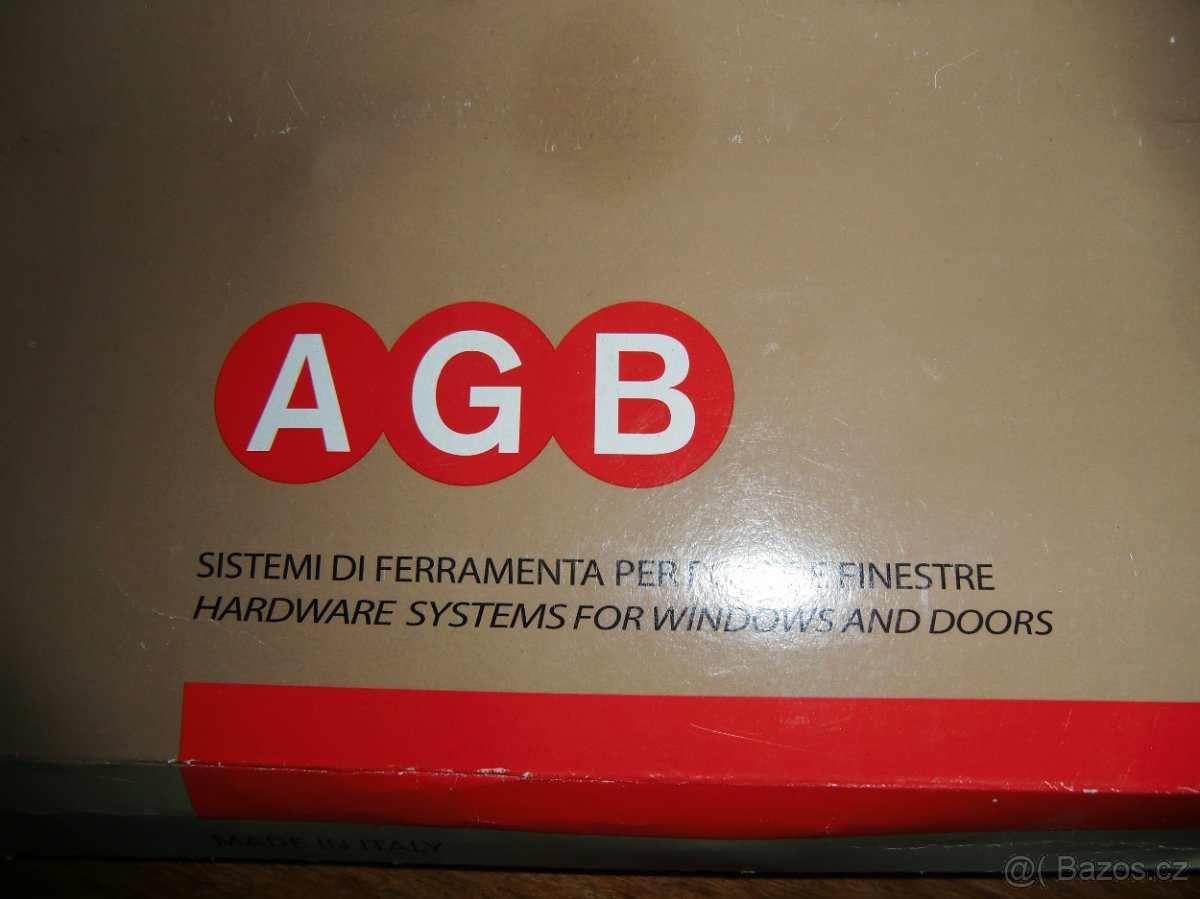 AGB
SISTEMI DI FERRAMENTA PER E FINESTRE
HARDWARE SYSTEMS FOR WINDOWS AND DOORS
MADE IN ITALY
@( Bazos.cz